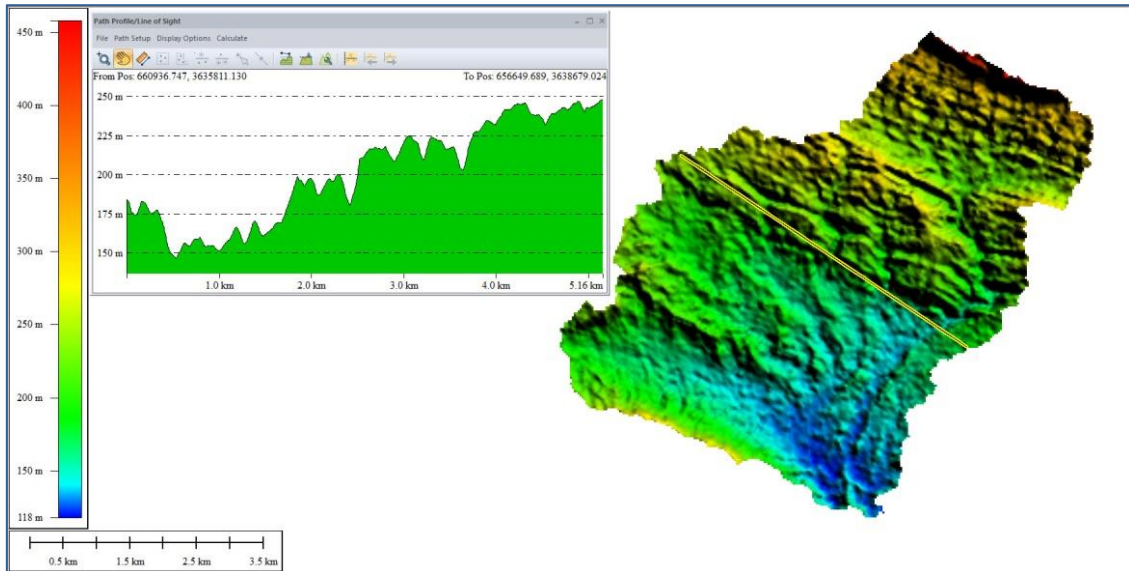 450 m
400 m
350 m
300 m
250 m
200 m
150 m
118 m
0.5 km 1.5 km 2.5 km 3.5 km
Path Profile/Line of Sight
File Path Setup Display Options Calculate
From Pos: 660936.747, 3635811.130 To Pos: 656649.689, 3638679.024
250 m
225 m
200 m
175 m
150 m
1.0 km 2.0 km 3.0 km 4.0 km 5.16 km